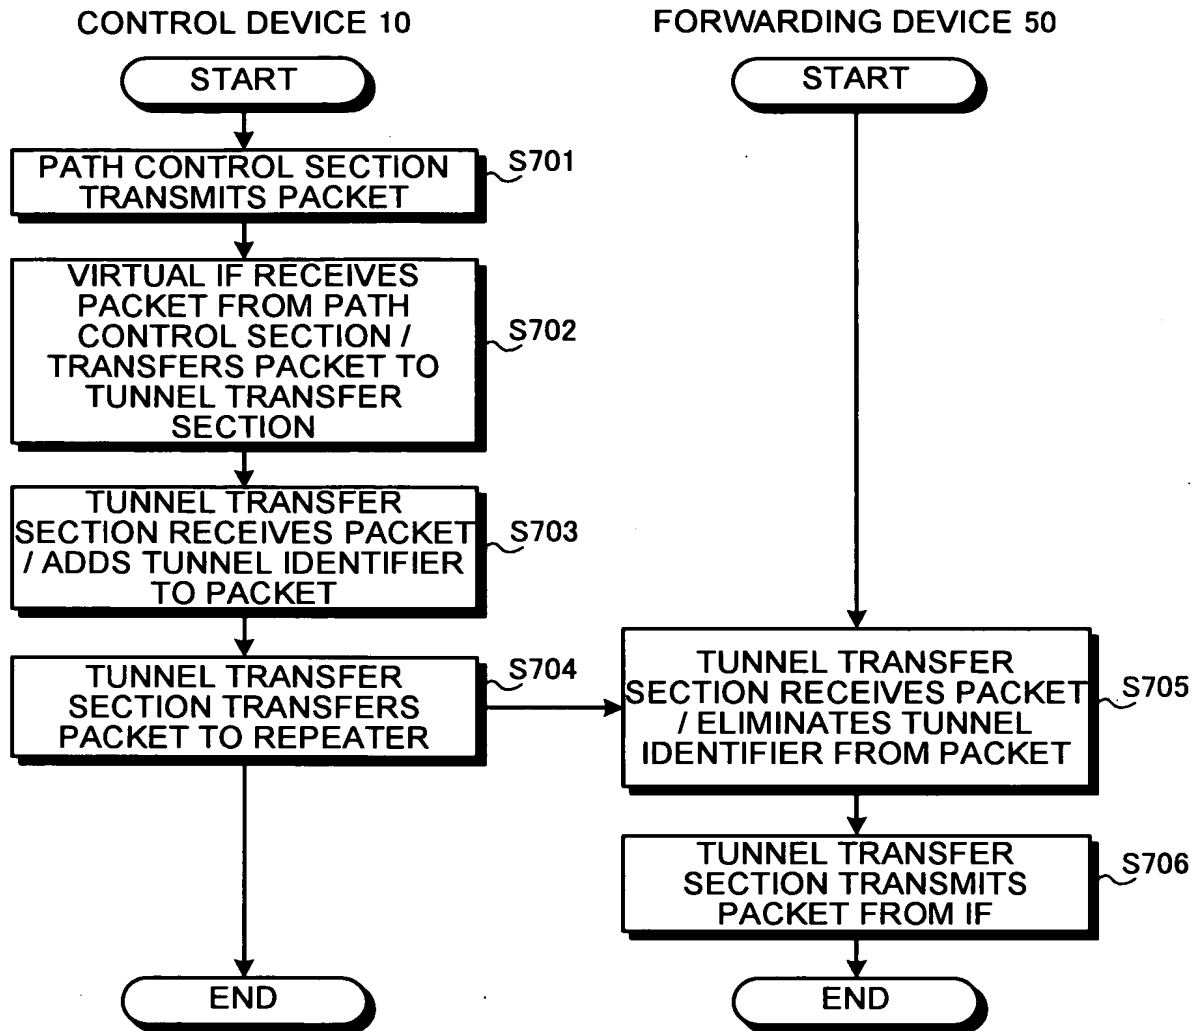 CONTROL DEVICE 10
START
PATH CONTROL SECTION
TRANSMITS PACKET
S701
VIRTUAL IF RECEIVES
PACKET FROM PATH
CONTROL SECTION /
TRANSFERS PACKET TO
TUNNEL TRANSFER
SECTION
S702
TUNNEL TRANSFER
SECTION RECEIVES PACKET
/ ADDS TUNNEL IDENTIFIER
TO PACKET
S703
TUNNEL TRANSFER
SECTION TRANSFERS
PACKET TO REPEATER
S704
END
FORWARDING DEVICE 50
START
TUNNEL TRANSFER
SECTION RECEIVES PACKET
/ ELIMINATES TUNNEL
IDENTIFIER FROM PACKET
S705
TUNNEL TRANSFER
SECTION TRANSMITS
PACKET FROM IF
S706
END